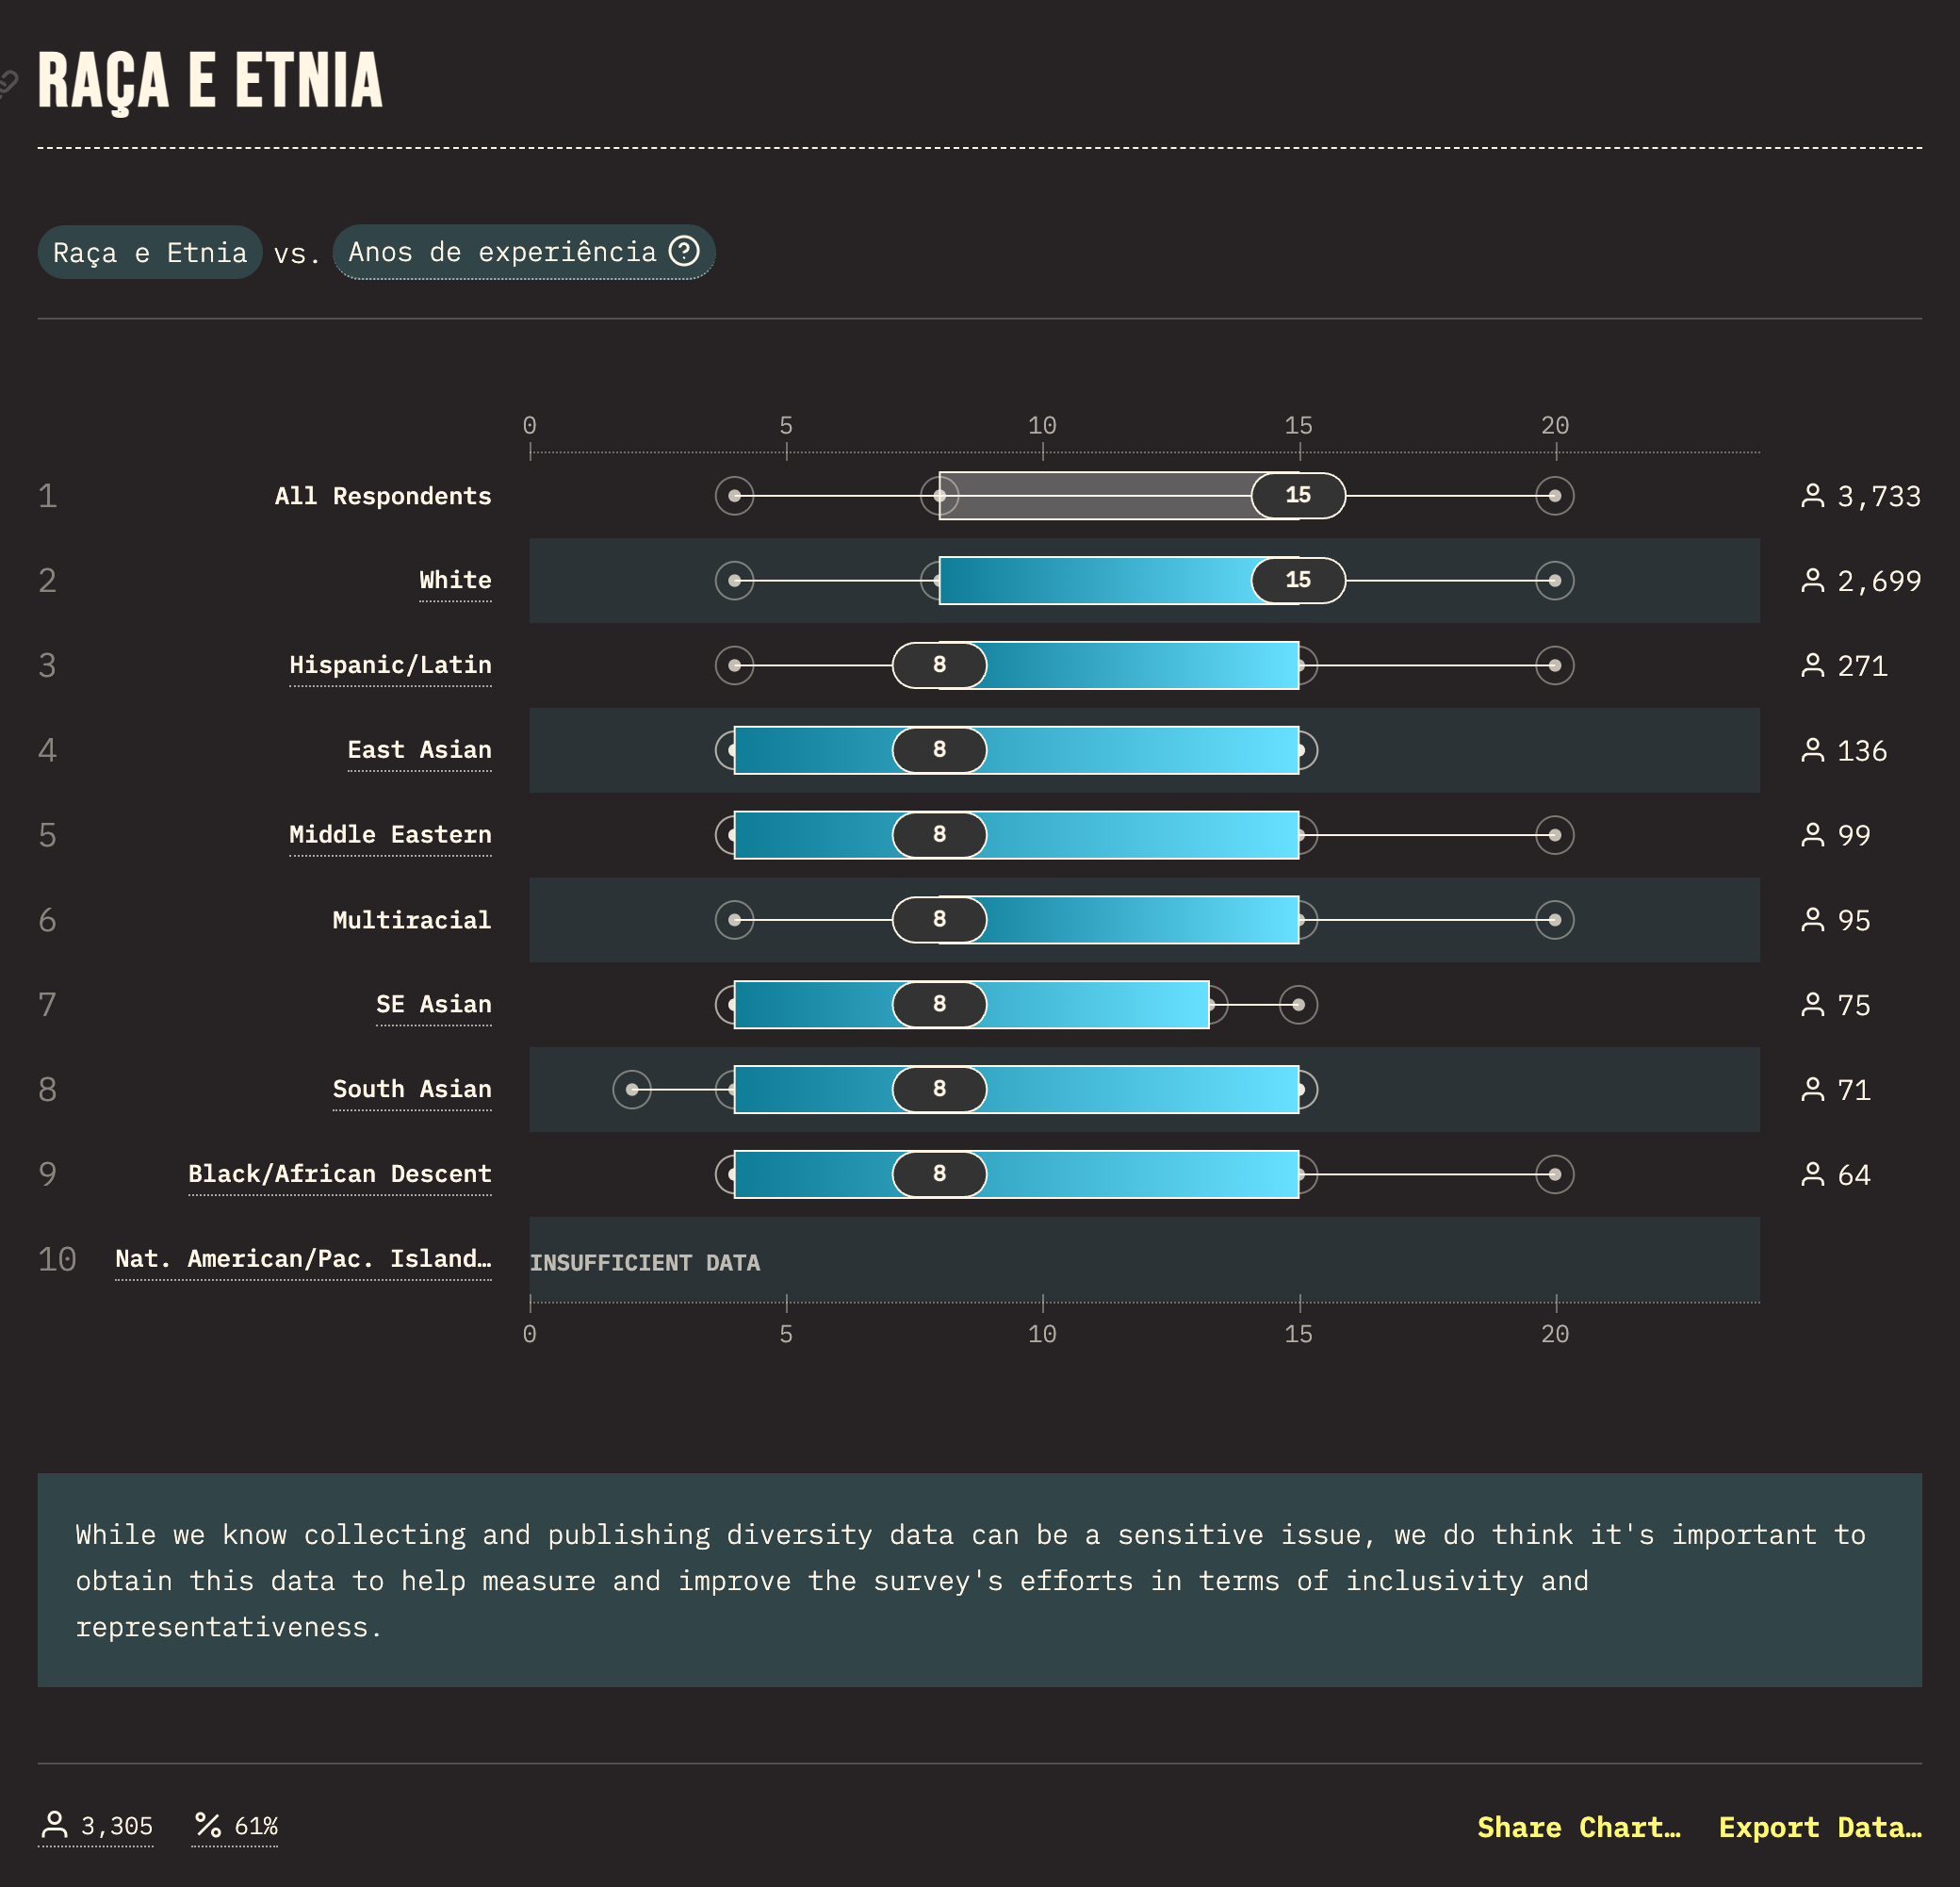 RAÇA E ETNIA
Raça e Etnia vs. Anos de experiência ?
0 5 10 15 20
1 All Respondents 15 3,733
2 White 15 2,699
3 Hispanic/Latin 8 271
4 East Asian 8 136
5 Middle Eastern 8 99
6 Multiracial 8 95
7 SE Asian 8 75
8 South Asian 8 71
9 Black/African Descent 8 64
10 Nat. American/Pac. Island… INSUFFICIENT DATA
0 5 10 15 20
While we know collecting and publishing diversity data can be a sensitive issue, we do think it's important to
obtain this data to help measure and improve the survey's efforts in terms of inclusivity and
representativeness.
3,305 61% Share Chart… Export Data…